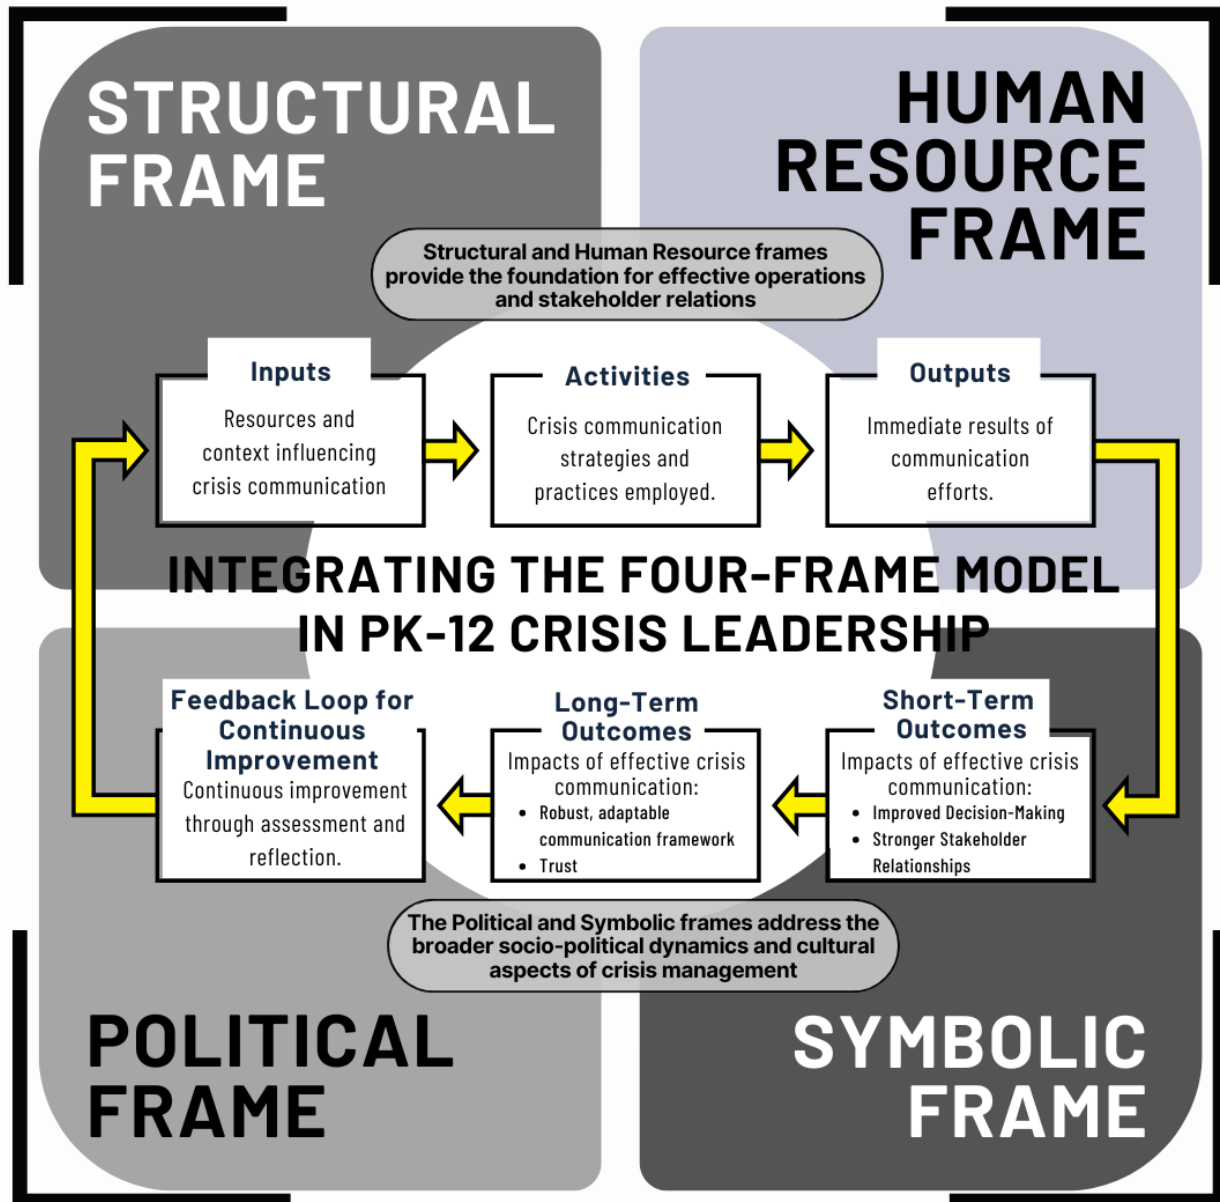 STRUCTURAL
FRAME
HUMAN
RESOURCE
FRAME
Structural and Human Resource frames
provide the foundation for effective operations
and stakeholder relations
Inputs
Resources and
context influencing
crisis communication
Activities
Crisis communication
strategies and
practices employed.
Outputs
Immediate results of
communication
efforts.
INTEGRATING THE FOUR-FRAME MODEL
IN PK-12 CRISIS LEADERSHIP
Feedback Loop for
Continuous
Improvement
Continuous improvement
through assessment and
reflection.
Long-Term
Outcomes
Impacts of effective crisis
communication:
• Robust, adaptable
communication framework
• Trust
Short-Term
Outcomes
Impacts of effective crisis
communication:
• Improved Decision-Making
• Stronger Stakeholder
Relationships
The Political and Symbolic frames address the
broader socio-political dynamics and cultural
aspects of crisis management
POLITICAL
FRAME
SYMBOLIC
FRAME